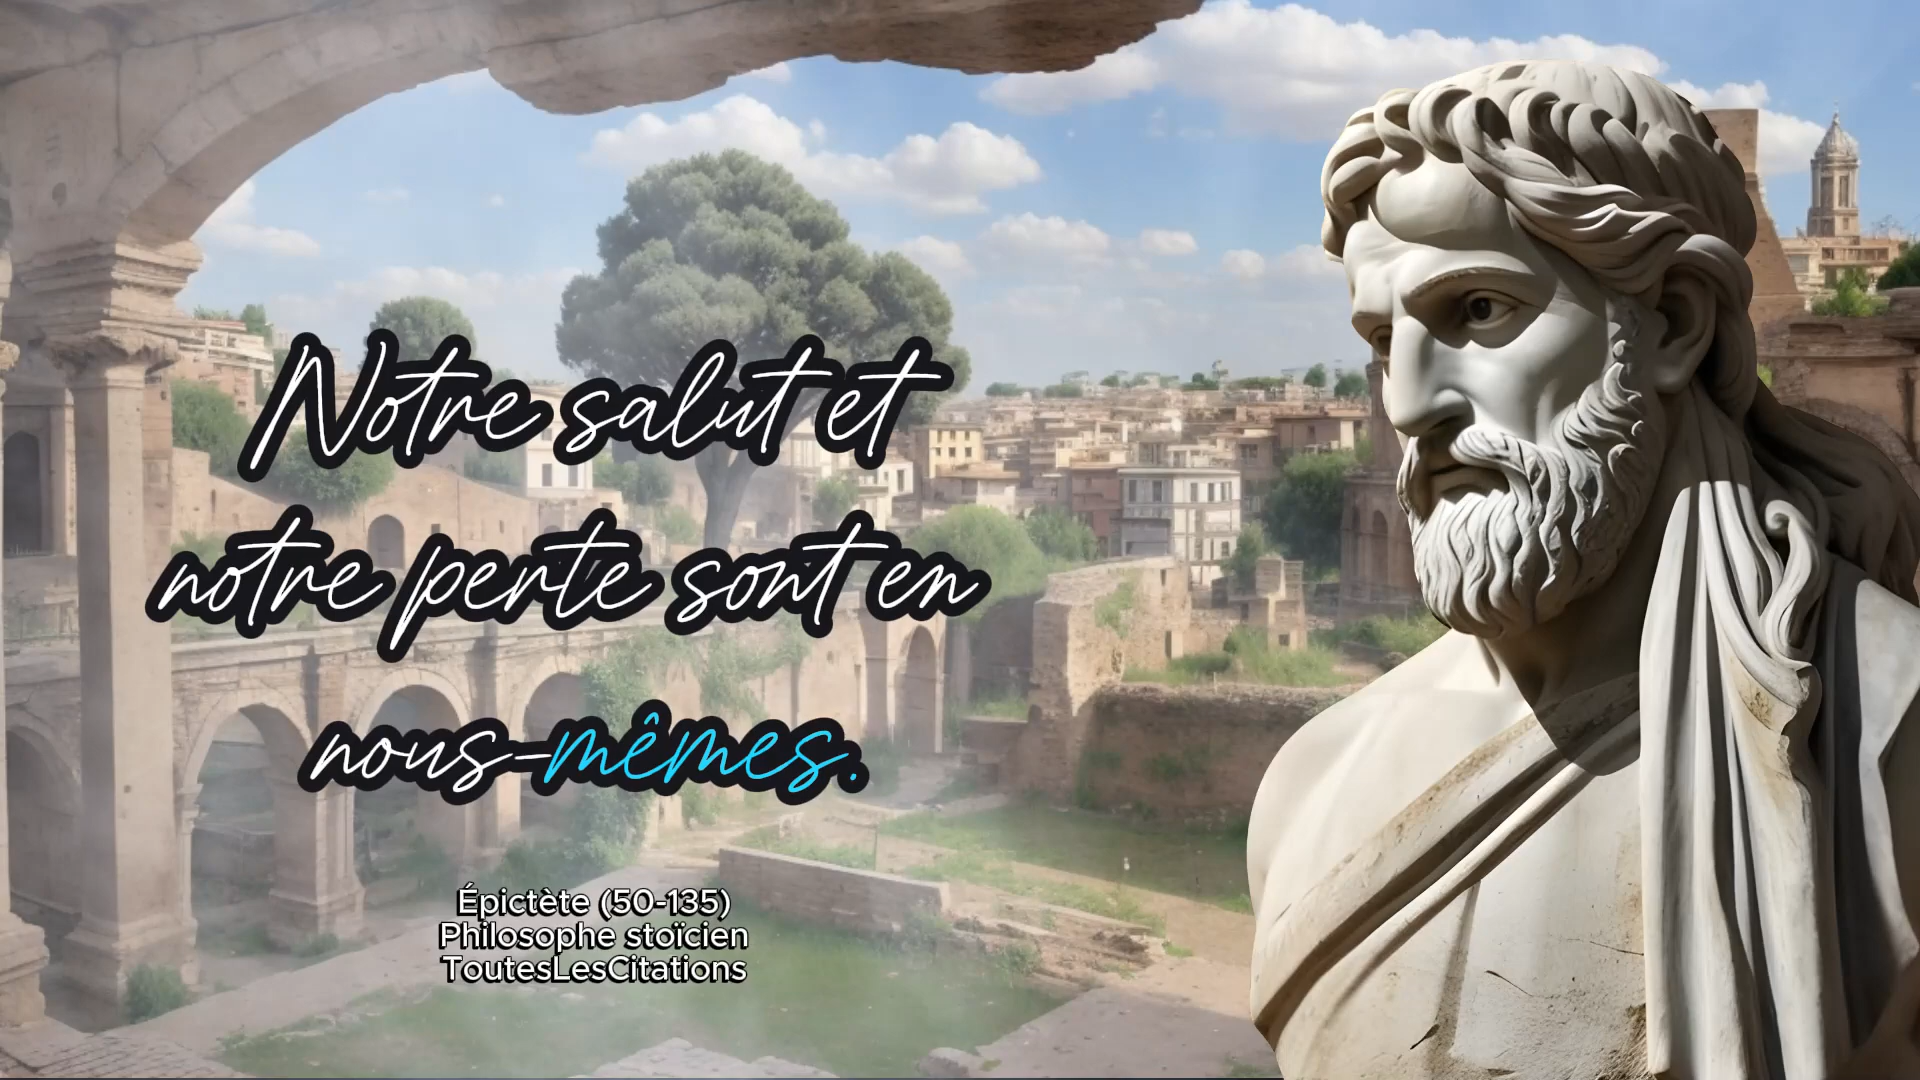 Notre salut et
notre perte sont en
nous-mêmes.
Épictète (50-135)
Philosophe stoïcien
ToutesLesCitations